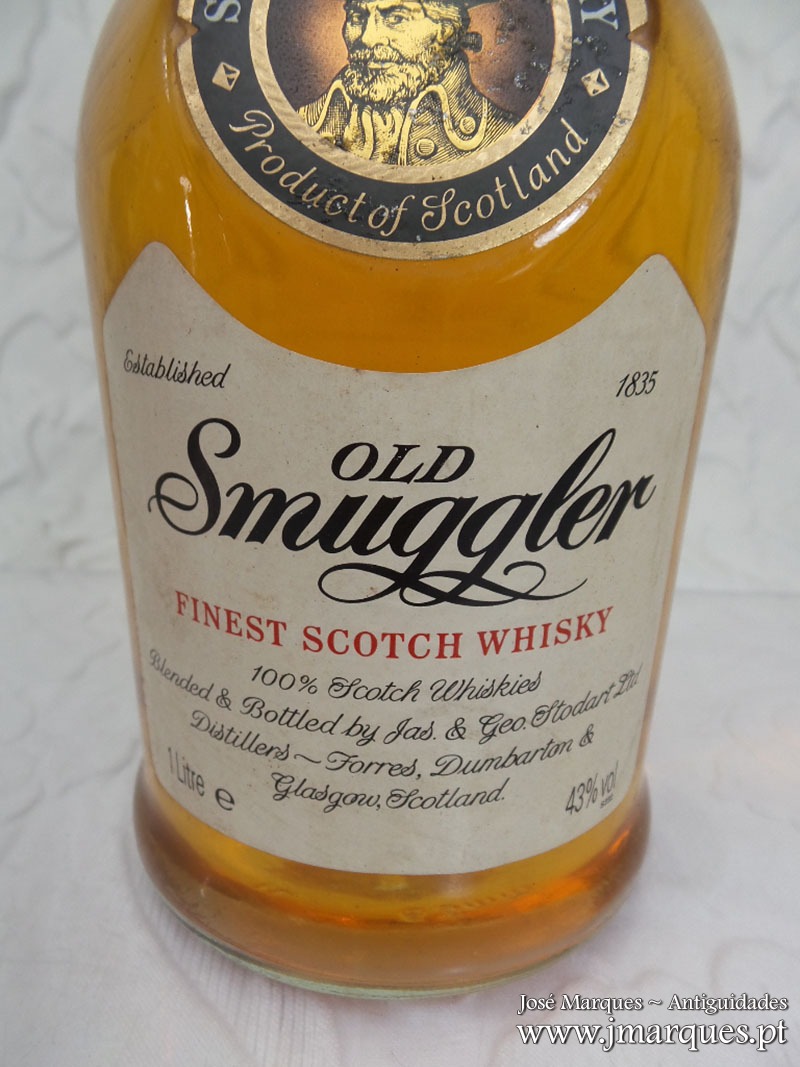 Product of Scotland
Established
1835
OLD
Smuggler
FINEST SCOTCH WHISKY
100% Scotch Whiskies
Blended & Bottled by Jas. & Geo. Stodart Ltd.
Distillers ~ Forres, Dumbarton &
Glasgow, Scotland.
1 Litre e
43% vol
José Marques ~ Antiguidades
www.jmarques.pt